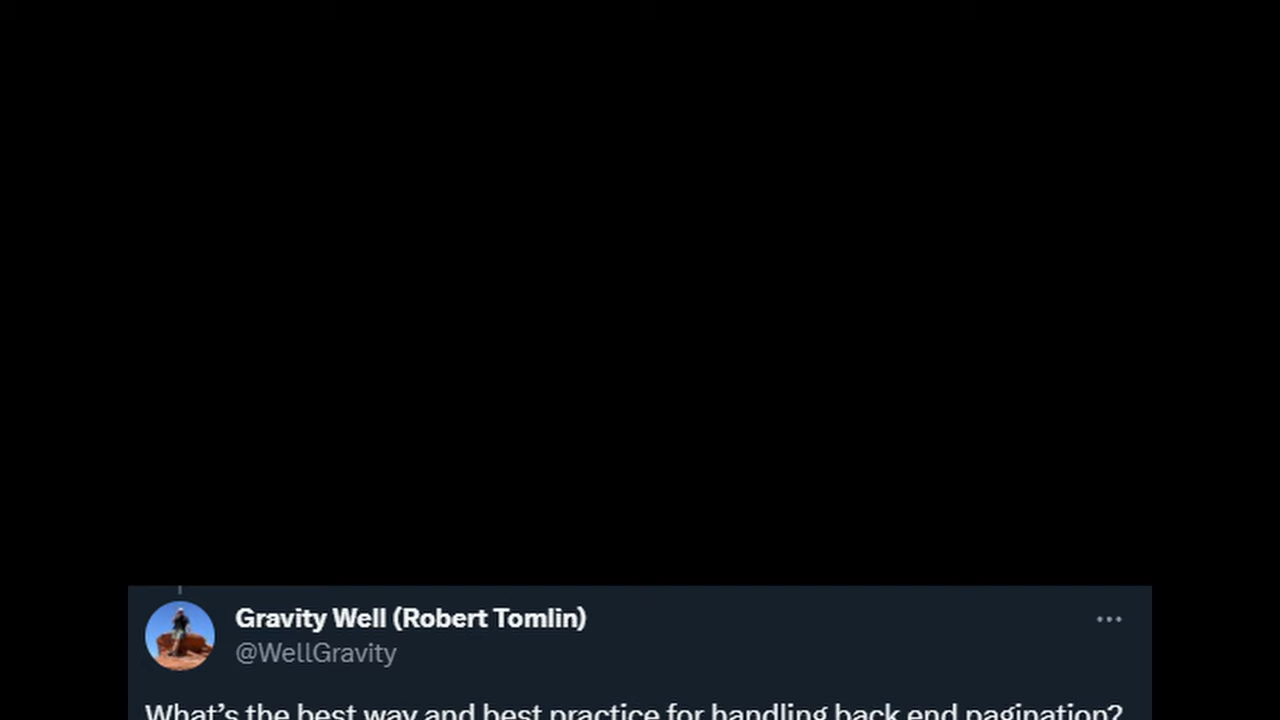 Gravity Well (Robert Tomlin)
@WellGravity
What's the best way and best practice for handling back end pagination?